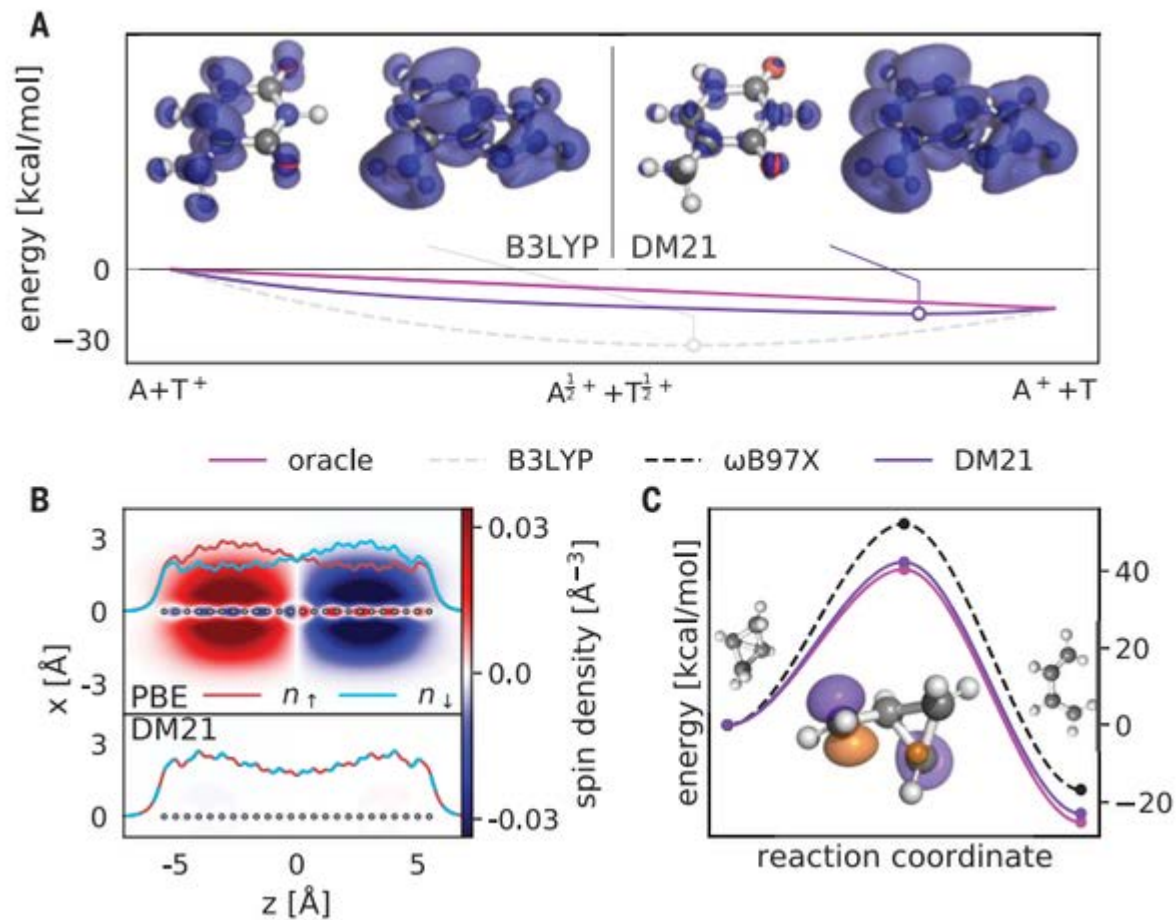 A
energy [kcal/mol]
B3LYP
DM21
0
−30
A+T⁺
A^{½+}+T^{½+}
A⁺+T
oracle
B3LYP
ωB97X
DM21
B
x [Å]
3
0
-3
PBE
n↑
n↓
DM21
3
0
-5
0
5
z [Å]
0.03
0.0
-0.03
spin density [Å⁻³]
C
energy [kcal/mol]
40
20
0
−20
reaction coordinate